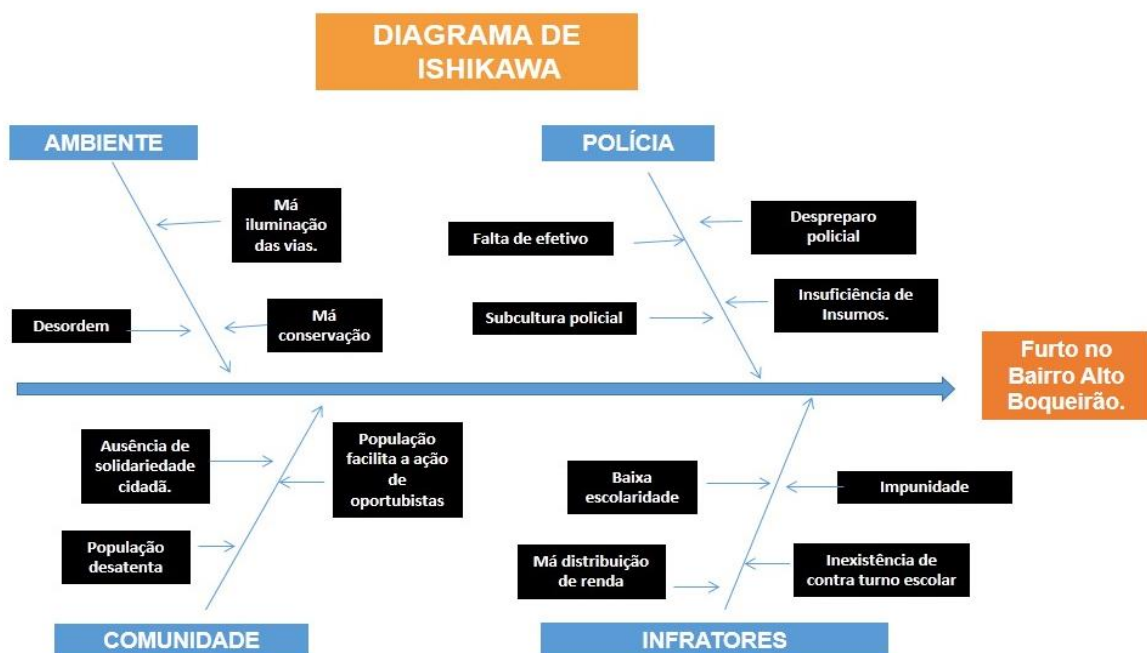 DIAGRAMA DE
ISHIKAWA
AMBIENTE
POLÍCIA
Má
iluminação
das vias.
Desordem
Má
conservação
Falta de efetivo
Despreparo
policial
Subcultura policial
Insuficiência de
Insumos.
Furto no
Bairro Alto
Boqueirão.
Ausência de
solidariedade
cidadã.
População
facilita a ação
de
oportubistas
População
desatenta
Baixa
escolaridade
Impunidade
Má distribuição
de renda
Inexistência de
contra turno escolar
COMUNIDADE
INFRATORES